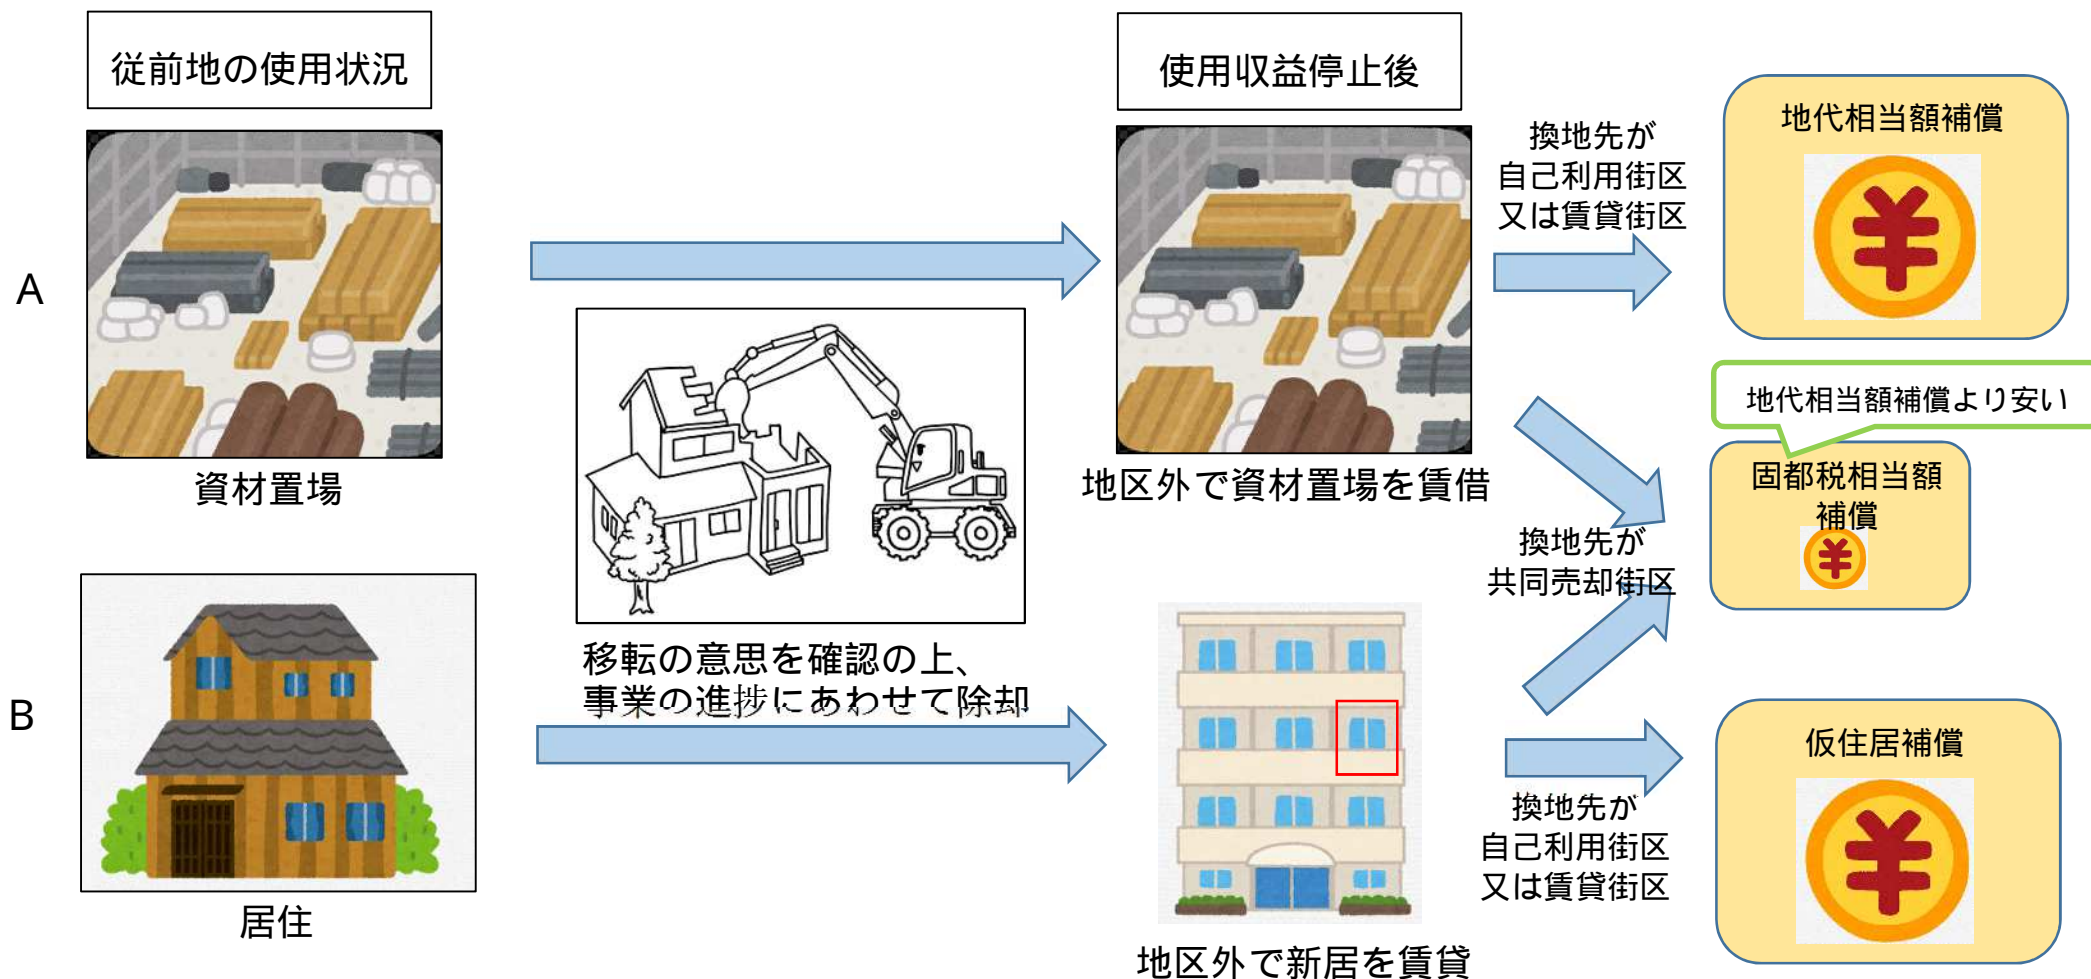 従前地の使用状況
使用収益停止後
A
資材置場
地区外で資材置場を賃借
換地先が
自己利用街区
又は賃貸街区
地代相当額補償
地代相当額補償より安い
固都税相当額
補償
換地先が
共同売却街区
移転の意思を確認の上、
事業の進捗にあわせて除却
B
居住
地区外で新居を賃貸
換地先が
自己利用街区
又は賃貸街区
仮住居補償